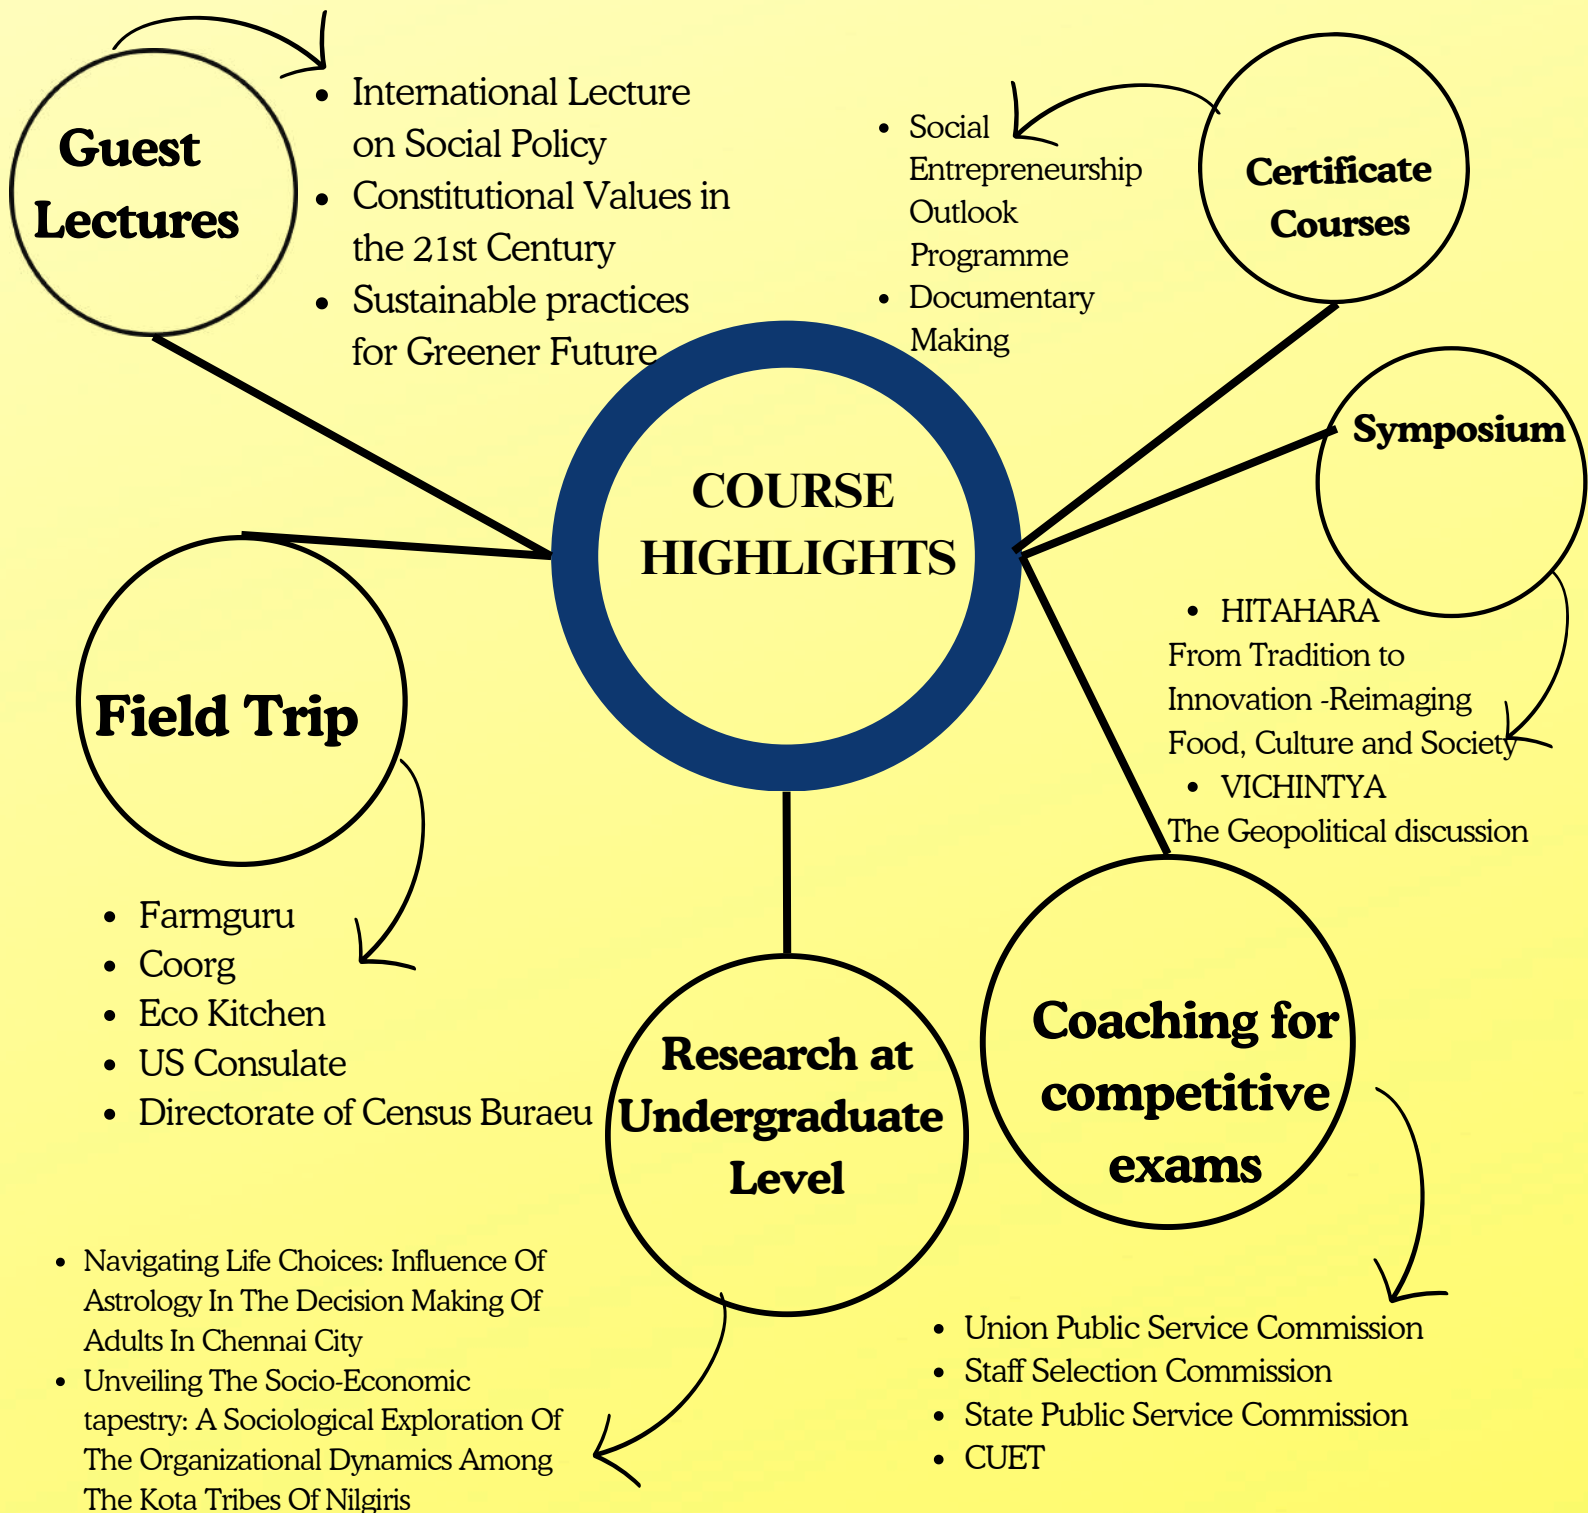 Guest
Lectures
• International Lecture
on Social Policy
• Constitutional Values in
the 21st Century
• Sustainable practices
for Greener Future
Certificate
Courses
• Social
Entrepreneurship
Outlook
Programme
• Documentary
Making
Symposium
• HITAHARA
From Tradition to
Innovation -Reimaging
Food, Culture and Society
• VICHINTYA
The Geopolitical discussion
COURSE
HIGHLIGHTS
Field Trip
• Farmguru
• Coorg
• Eco Kitchen
• US Consulate
• Directorate of Census Buraeu
Research at
Undergraduate
Level
• Navigating Life Choices: Influence Of
Astrology In The Decision Making Of
Adults In Chennai City
• Unveiling The Socio-Economic
tapestry: A Sociological Exploration Of
The Organizational Dynamics Among
The Kota Tribes Of Nilgiris
Coaching for
competitive
exams
• Union Public Service Commission
• Staff Selection Commission
• State Public Service Commission
• CUET